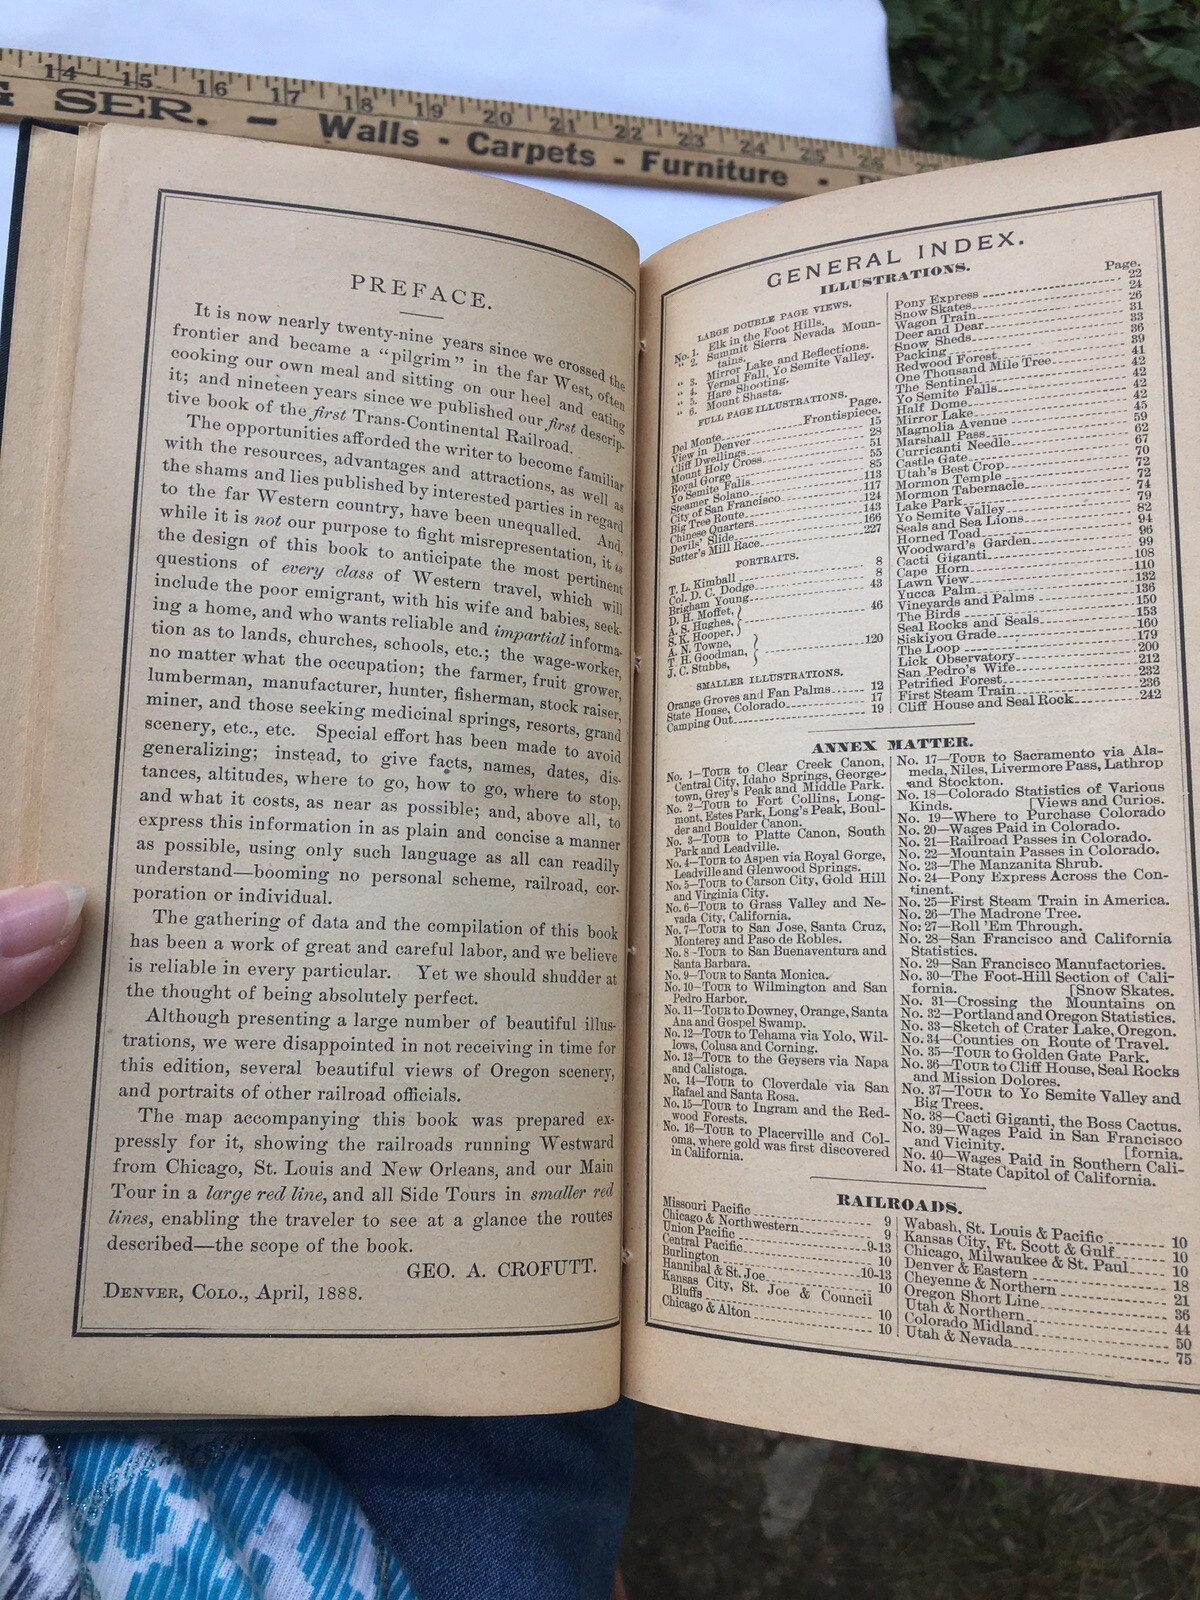 14 15 16 17 18 19 20 21 22 23 24 25 26
G SER. - Walls - Carpets - Furniture -
PREFACE.
It is now nearly twenty-nine years since we crossed the
frontier and became a "pilgrim" in the far West, often
cooking our own meal and sitting on our heel and eating
it; and nineteen years since we published our first descrip-
tive book of the first Trans-Continental Railroad.
The opportunities afforded the writer to become familiar
with the resources, advantages and attractions, as well as
the shams and lies published by interested parties in regard
to the far Western country, have been unequalled. And,
while it is not our purpose to fight misrepresentation, it is
the design of this book to anticipate the most pertinent
questions of every class of Western travel, which will
include the poor emigrant, with his wife and babies, seek-
ing a home, and who wants reliable and impartial informa-
tion as to lands, churches, schools, etc.; the wage-worker,
no matter what the occupation; the farmer, fruit grower,
lumberman, manufacturer, hunter, fisherman, stock raiser,
miner, and those seeking medicinal springs, resorts, grand
scenery, etc., etc. Special effort has been made to avoid
generalizing; instead, to give facts, names, dates, dis-
tances, altitudes, where to go, how to go, where to stop,
and what it costs, as near as possible; and, above all, to
express this information in as plain and concise a manner
as possible, using only such language as all can readily
understand—booming no personal scheme, railroad, cor-
poration or individual.
The gathering of data and the compilation of this book
has been a work of great and careful labor, and we believe
is reliable in every particular. Yet we should shudder at
the thought of being absolutely perfect.
Although presenting a large number of beautiful illus-
trations, we were disappointed in not receiving in time for
this edition, several beautiful views of Oregon scenery,
and portraits of other railroad officials.
The map accompanying this book was prepared ex-
pressly for it, showing the railroads running Westward
from Chicago, St. Louis and New Orleans, and our Main
Tour in a large red line, and all Side Tours in smaller red
lines, enabling the traveler to see at a glance the routes
described—the scope of the book.
GEO. A. CROFUTT.
DENVER, COLO., April, 1888.
GENERAL INDEX.
ILLUSTRATIONS.
LARGE DOUBLE PAGE VIEWS.
No. 1. Elk in the Foot Hills.
" 2. Summit Sierra Nevada Moun-
tains.
" 3. Mirror Lake and Reflections.
" 4. Vernal Fall, Yo Semite Valley.
" 5. Hare Shooting.
" 6. Mount Shasta.
FULL PAGE ILLUSTRATIONS.
Page.
Del Monte Frontispiece.
View in Denver 15
Cliff Dwellings 28
Mount Holy Cross 51
Royal Gorge 55
Yo Semite Falls 85
Steamer Solano 113
City of San Francisco 117
Big Tree Route 124
Chinese Quarters 143
Devils' Slide 166
Sutter's Mill Race 227
PORTRAITS.
T. L. Kimball 8
Col. D. C. Dodge 8
Brigham Young 43
D. H. Moffet,
A. S. Hughes, 46
S. K. Hooper,
A. N. Towne,
T. H. Goodman, 120
J. C. Stubbs,
SMALLER ILLUSTRATIONS.
Orange Groves and Fan Palms 12
State House, Colorado 17
Camping Out 19
Page.
Pony Express 22
Snow Skates 24
Wagon Train 26
Deer and Dear 31
Snow Sheds 33
Packing 36
Redwood Forest 39
One Thousand Mile Tree 41
The Sentinel 42
Yo Semite Falls 42
Half Dome 42
Mirror Lake 42
Magnolia Avenue 45
Marshall Pass 59
Curricanti Needle 62
Castle Gate 67
Utah's Best Crop 70
Mormon Temple 72
Mormon Tabernacle 72
Lake Park 74
Yo Semite Valley 79
Seals and Sea Lions 82
Horned Toad 94
Woodward's Garden 96
Cacti Giganti 99
Cape Horn 108
Lawn View 110
Yucca Palm 132
Vineyards and Palms 136
The Birds 150
Seal Rocks and Seals 153
Siskiyou Grade 160
The Loop 179
Lick Observatory 200
San Pedro's Wife 212
Petrified Forest 232
First Steam Train 236
Cliff House and Seal Rock 242
ANNEX MATTER.
No. 1—TOUR to Clear Creek Canon,
Central City, Idaho Springs, George-
town, Grey's Peak and Middle Park.
No. 2—TOUR to Fort Collins, Long-
mont, Estes Park, Long's Peak, Boul-
der and Boulder Canon.
No. 3—TOUR to Platte Canon, South
Park and Leadville.
No. 4—TOUR to Aspen via Royal Gorge,
Leadville and Glenwood Springs.
No. 5—TOUR to Carson City, Gold Hill
and Virginia City.
No. 6—TOUR to Grass Valley and Ne-
vada City, California.
No. 7—TOUR to San Jose, Santa Cruz,
Monterey and Paso de Robles.
No. 8—TOUR to San Buenaventura and
Santa Barbara.
No. 9—TOUR to Santa Monica.
No. 10—TOUR to Wilmington and San
Pedro Harbor.
No. 11—TOUR to Downey, Orange, Santa
Ana and Gospel Swamp.
No. 12—TOUR to Tehama via Yolo, Wil-
lows, Colusa and Corning.
No. 13—TOUR to the Geysers via Napa
and Calistoga.
No. 14—TOUR to Cloverdale via San
Rafael and Santa Rosa.
No. 15—TOUR to Ingram and the Red-
wood Forests.
No. 16—TOUR to Placerville and Col-
oma, where gold was first discovered
in California.
No. 17—TOUR to Sacramento via Ala-
meda, Niles, Livermore Pass, Lathrop
and Stockton.
No. 18—Colorado Statistics of Various
Kinds. [Views and Curios.
No. 19—Where to Purchase Colorado
No. 20—Wages Paid in Colorado.
No. 21—Railroad Passes in Colorado.
No. 22—Mountain Passes in Colorado.
No. 23—The Manzanita Shrub.
No. 24—Pony Express Across the Con-
tinent.
No. 25—First Steam Train in America.
No. 26—The Madrone Tree.
No: 27—Roll 'Em Through.
No. 28—San Francisco and California
Statistics.
No. 29—San Francisco Manufactories.
No. 30—The Foot-Hill Section of Cali-
fornia. [Snow Skates.
No. 31—Crossing the Mountains on
No. 32—Portland and Oregon Statistics.
No. 33—Sketch of Crater Lake, Oregon.
No. 34—Counties on Route of Travel.
No. 35—TOUR to Golden Gate Park.
No. 36—TOUR to Cliff House, Seal Rocks
and Mission Dolores.
No. 37—TOUR to Yo Semite Valley and
Big Trees.
No. 38—Cacti Giganti, the Boss Cactus.
No. 39—Wages Paid in San Francisco
and Vicinity. [fornia.
No. 40—Wages Paid in Southern Cali-
No. 41—State Capitol of California.
RAILROADS.
Missouri Pacific 9
Chicago & Northwestern 9
Union Pacific 9-13
Central Pacific 10
Burlington 10-13
Hannibal & St. Joe 10
Kansas City, St. Joe & Council
Bluffs 10
Chicago & Alton 10
Wabash, St. Louis & Pacific 10
Kansas City, Ft. Scott & Gulf 10
Chicago, Milwaukee & St. Paul 10
Denver & Eastern 18
Cheyenne & Northern 21
Oregon Short Line 36
Utah & Northern 44
Colorado Midland 50
Utah & Nevada 75